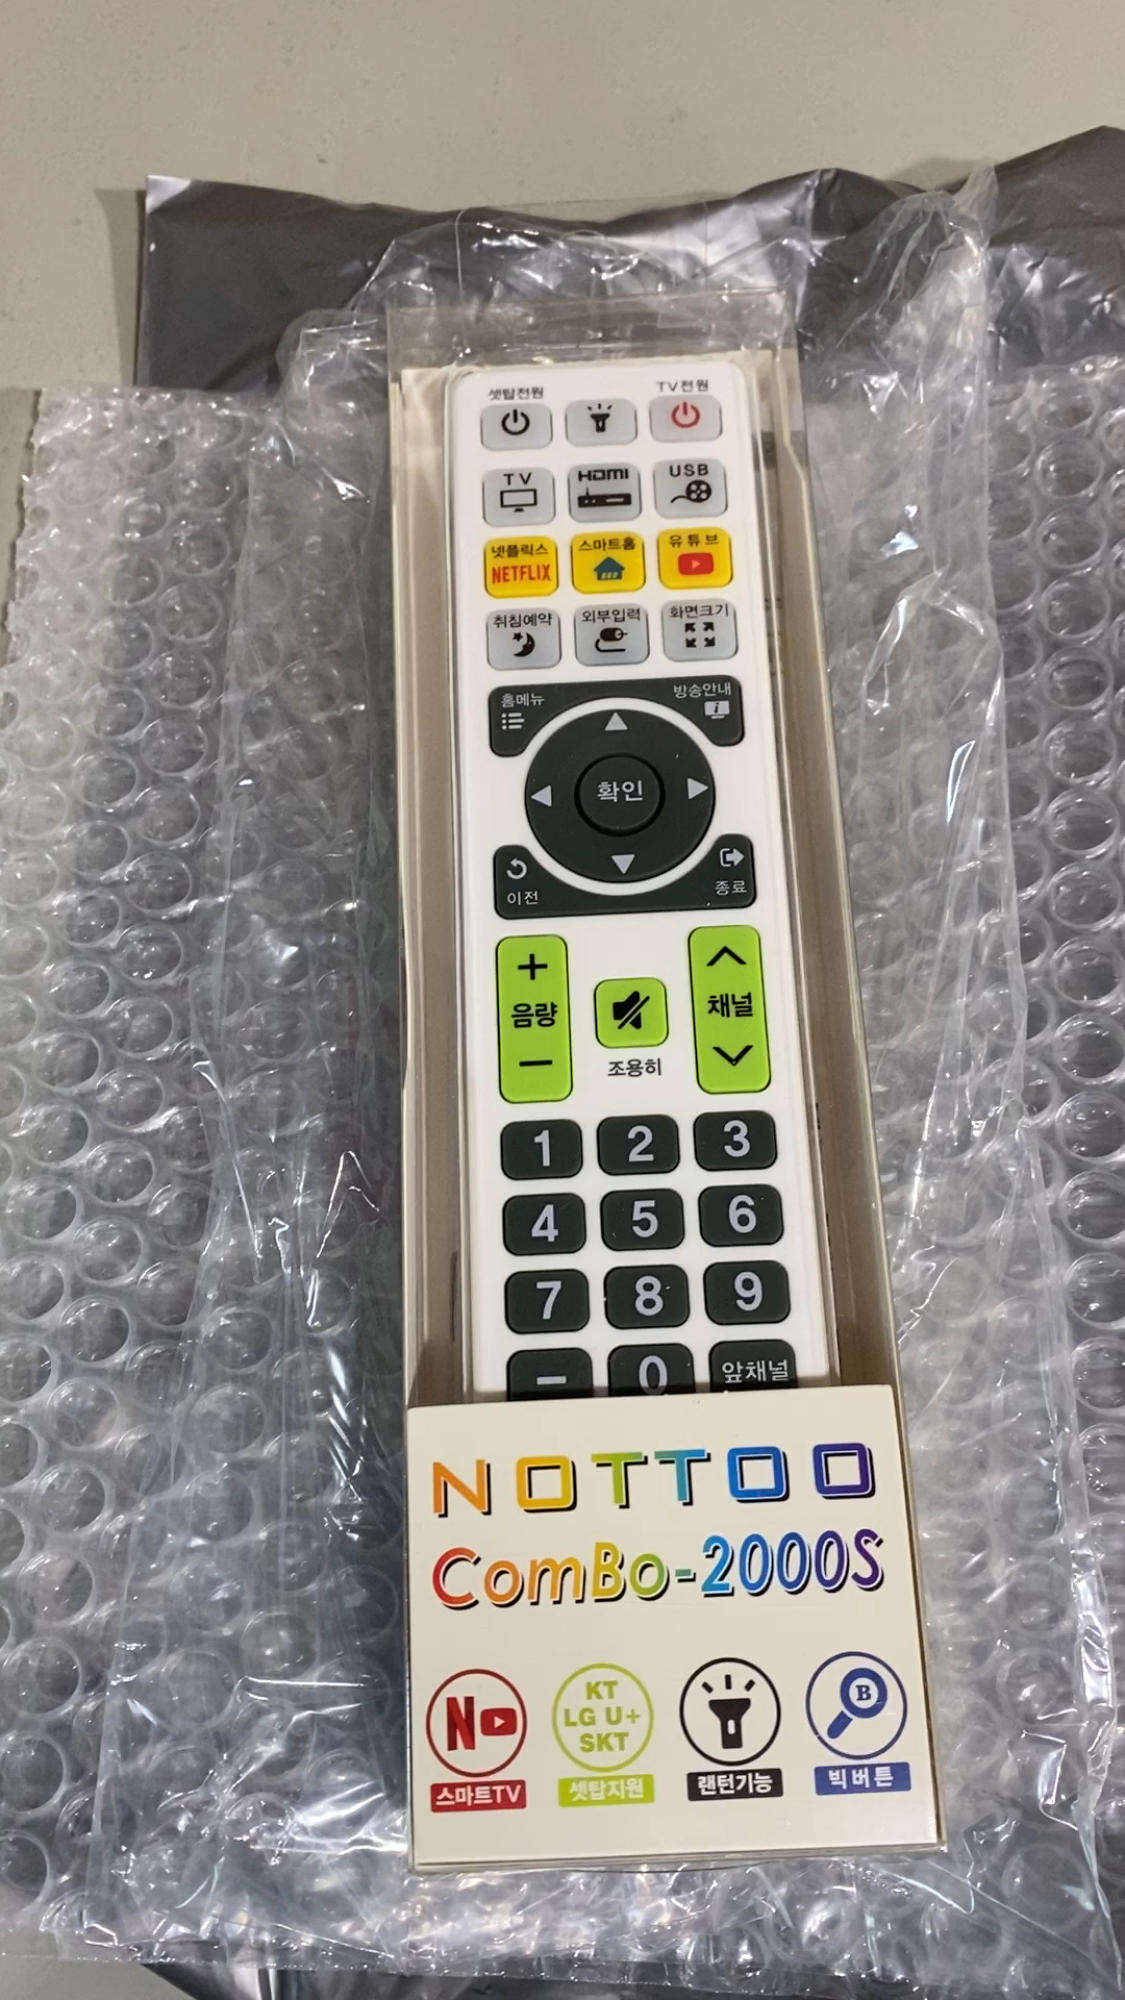 셋탑전원
TV전원
TV
HDMI
USB
넷플릭스
NETFLIX
스마트홈
유튜브
취침예약
외부입력
화면크기
홈메뉴
방송안내
확인
이전
종료
+
음량
-
조용히
채널
1 2 3
4 5 6
7 8 9
- 0 앞채널
NOTTOO
ComBo-2000S
N
스마트TV
KT
LG U+
SKT
셋탑지원
랜턴기능
B
빅버튼